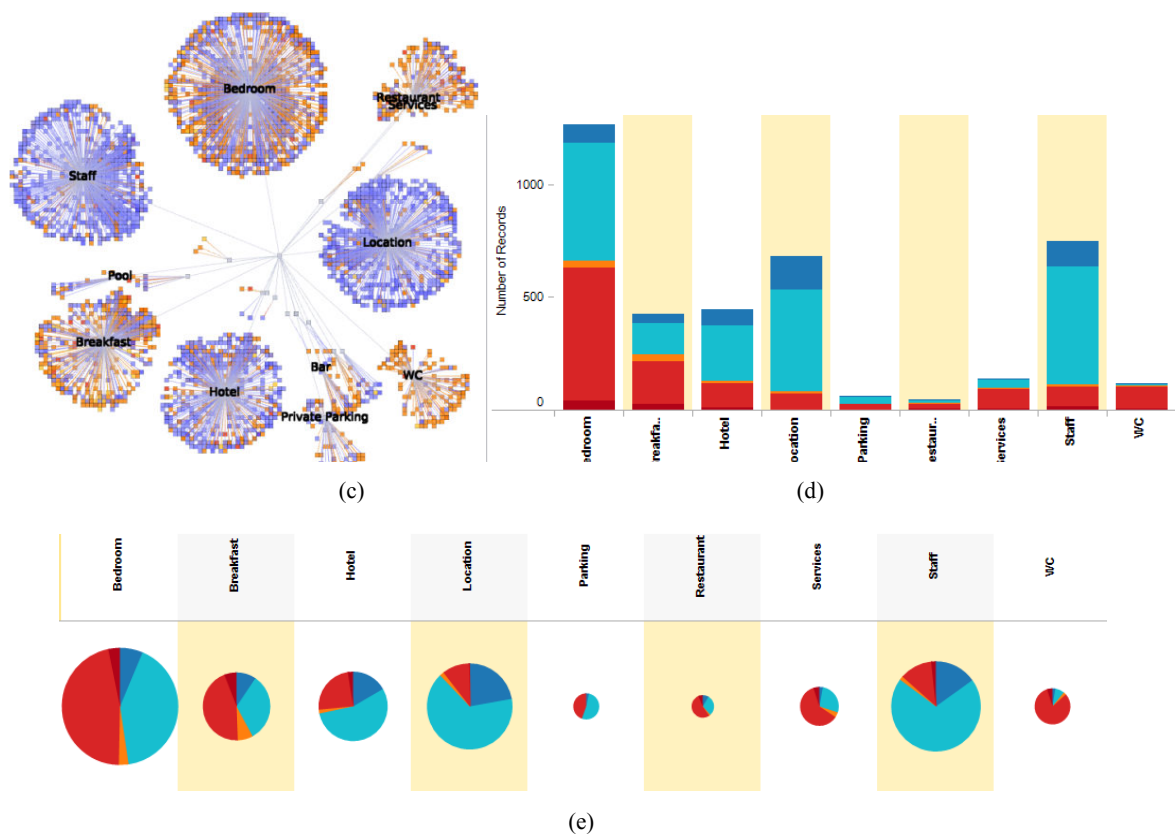 Bedroom
Restaurant
Services
Staff
Location
Pool
Breakfast
Hotel
Bar
WC
Private Parking
(c)
Number of Records
1000
500
0
edroom
reakfa..
Hotel
ocation
Parking
estaur..
ervices
Staff
WC
(d)
Bedroom
Breakfast
Hotel
Location
Parking
Restaurant
Services
Staff
WC
(e)